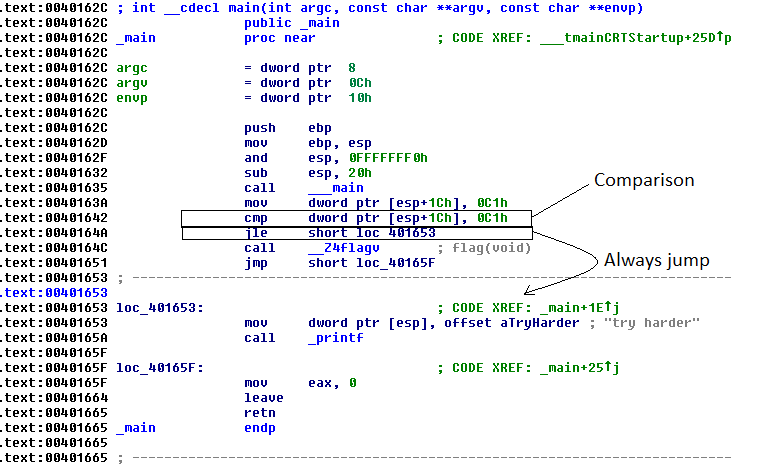 .text:0040162C ; int __cdecl main(int argc, const char **argv, const char **envp)
.text:0040162C public _main
.text:0040162C _main proc near ; CODE XREF: ___tmainCRTStartup+25D↑p
.text:0040162C
.text:0040162C argc = dword ptr 8
.text:0040162C argv = dword ptr 0Ch
.text:0040162C envp = dword ptr 10h
.text:0040162C
.text:0040162C push ebp
.text:0040162D mov ebp, esp
.text:0040162F and esp, 0FFFFFFF0h
.text:00401632 sub esp, 20h
.text:00401635 call ___main
.text:0040163A mov dword ptr [esp+1Ch], 0C1h
.text:00401642 cmp dword ptr [esp+1Ch], 0C1h
Comparison
.text:0040164A jle short loc_401653
.text:0040164C call __Z4flagv ; flag(void)
.text:00401651 jmp short loc_40165F
Always jump
.text:00401653 ; ---------------------------------------------------------------------------
.text:00401653
.text:00401653 loc_401653: ; CODE XREF: _main+1E↑j
.text:00401653 mov dword ptr [esp], offset aTryHarder ; "try harder"
.text:0040165A call _printf
.text:0040165F
.text:0040165F loc_40165F: ; CODE XREF: _main+25↑j
.text:0040165F mov eax, 0
.text:00401664 leave
.text:00401665 retn
.text:00401665 _main endp
.text:00401665
.text:00401665 ; ---------------------------------------------------------------------------